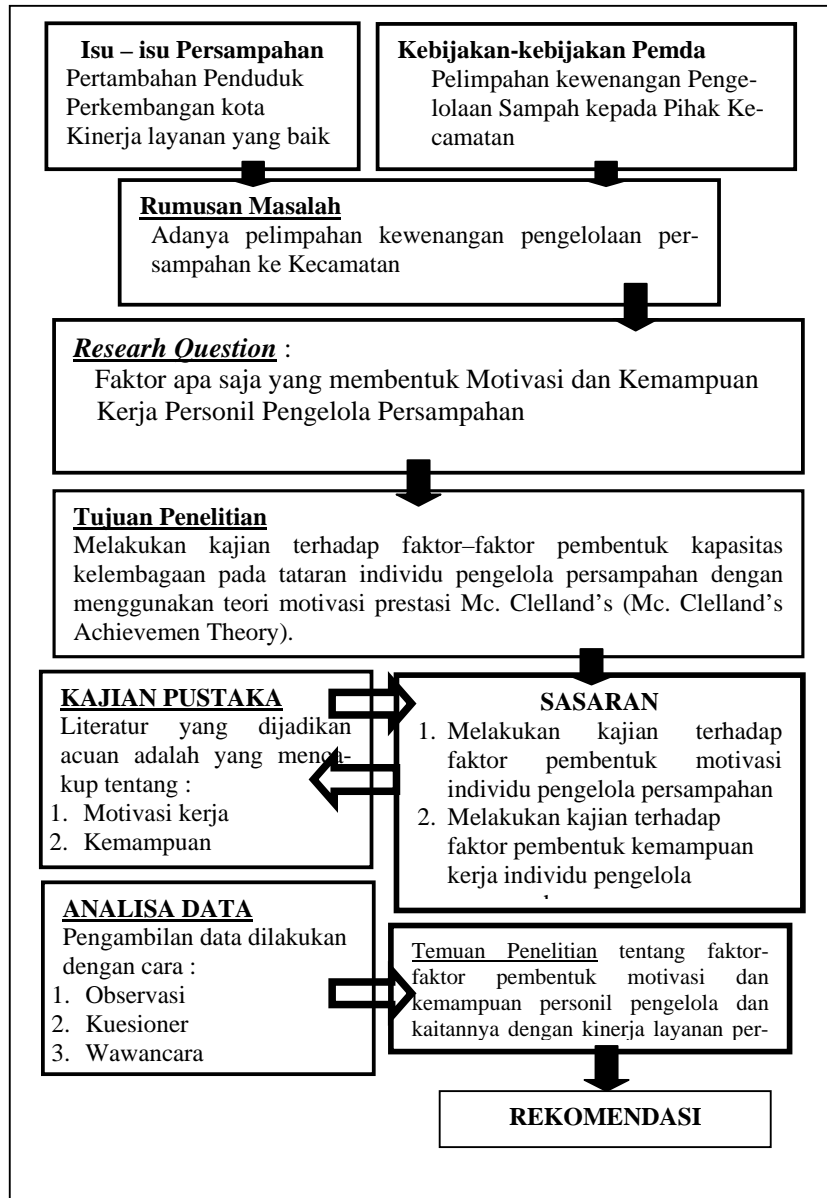 Isu – isu Persampahan
Pertambahan Penduduk
Perkembangan kota
Kinerja layanan yang baik
Kebijakan-kebijakan Pemda
Pelimpahan kewenangan Penge-
lolaan Sampah kepada Pihak Ke-
camatan
Rumusan Masalah
Adanya pelimpahan kewenangan pengelolaan per-
sampahan ke Kecamatan
Researh Question :
Faktor apa saja yang membentuk Motivasi dan Kemampuan
Kerja Personil Pengelola Persampahan
Tujuan Penelitian
Melakukan kajian terhadap faktor–faktor pembentuk kapasitas
kelembagaan pada tataran individu pengelola persampahan dengan
menggunakan teori motivasi prestasi Mc. Clelland's (Mc. Clelland's
Achievemen Theory).
KAJIAN PUSTAKA
Literatur yang dijadikan
acuan adalah yang menca-
kup tentang :
1. Motivasi kerja
2. Kemampuan
SASARAN
1. Melakukan kajian terhadap
faktor pembentuk motivasi
individu pengelola persampahan
2. Melakukan kajian terhadap
faktor pembentuk kemampuan
kerja individu pengelola
ANALISA DATA
Pengambilan data dilakukan
dengan cara :
1. Observasi
2. Kuesioner
3. Wawancara
Temuan Penelitian tentang faktor-
faktor pembentuk motivasi dan
kemampuan personil pengelola dan
kaitannya dengan kinerja layanan per-
REKOMENDASI